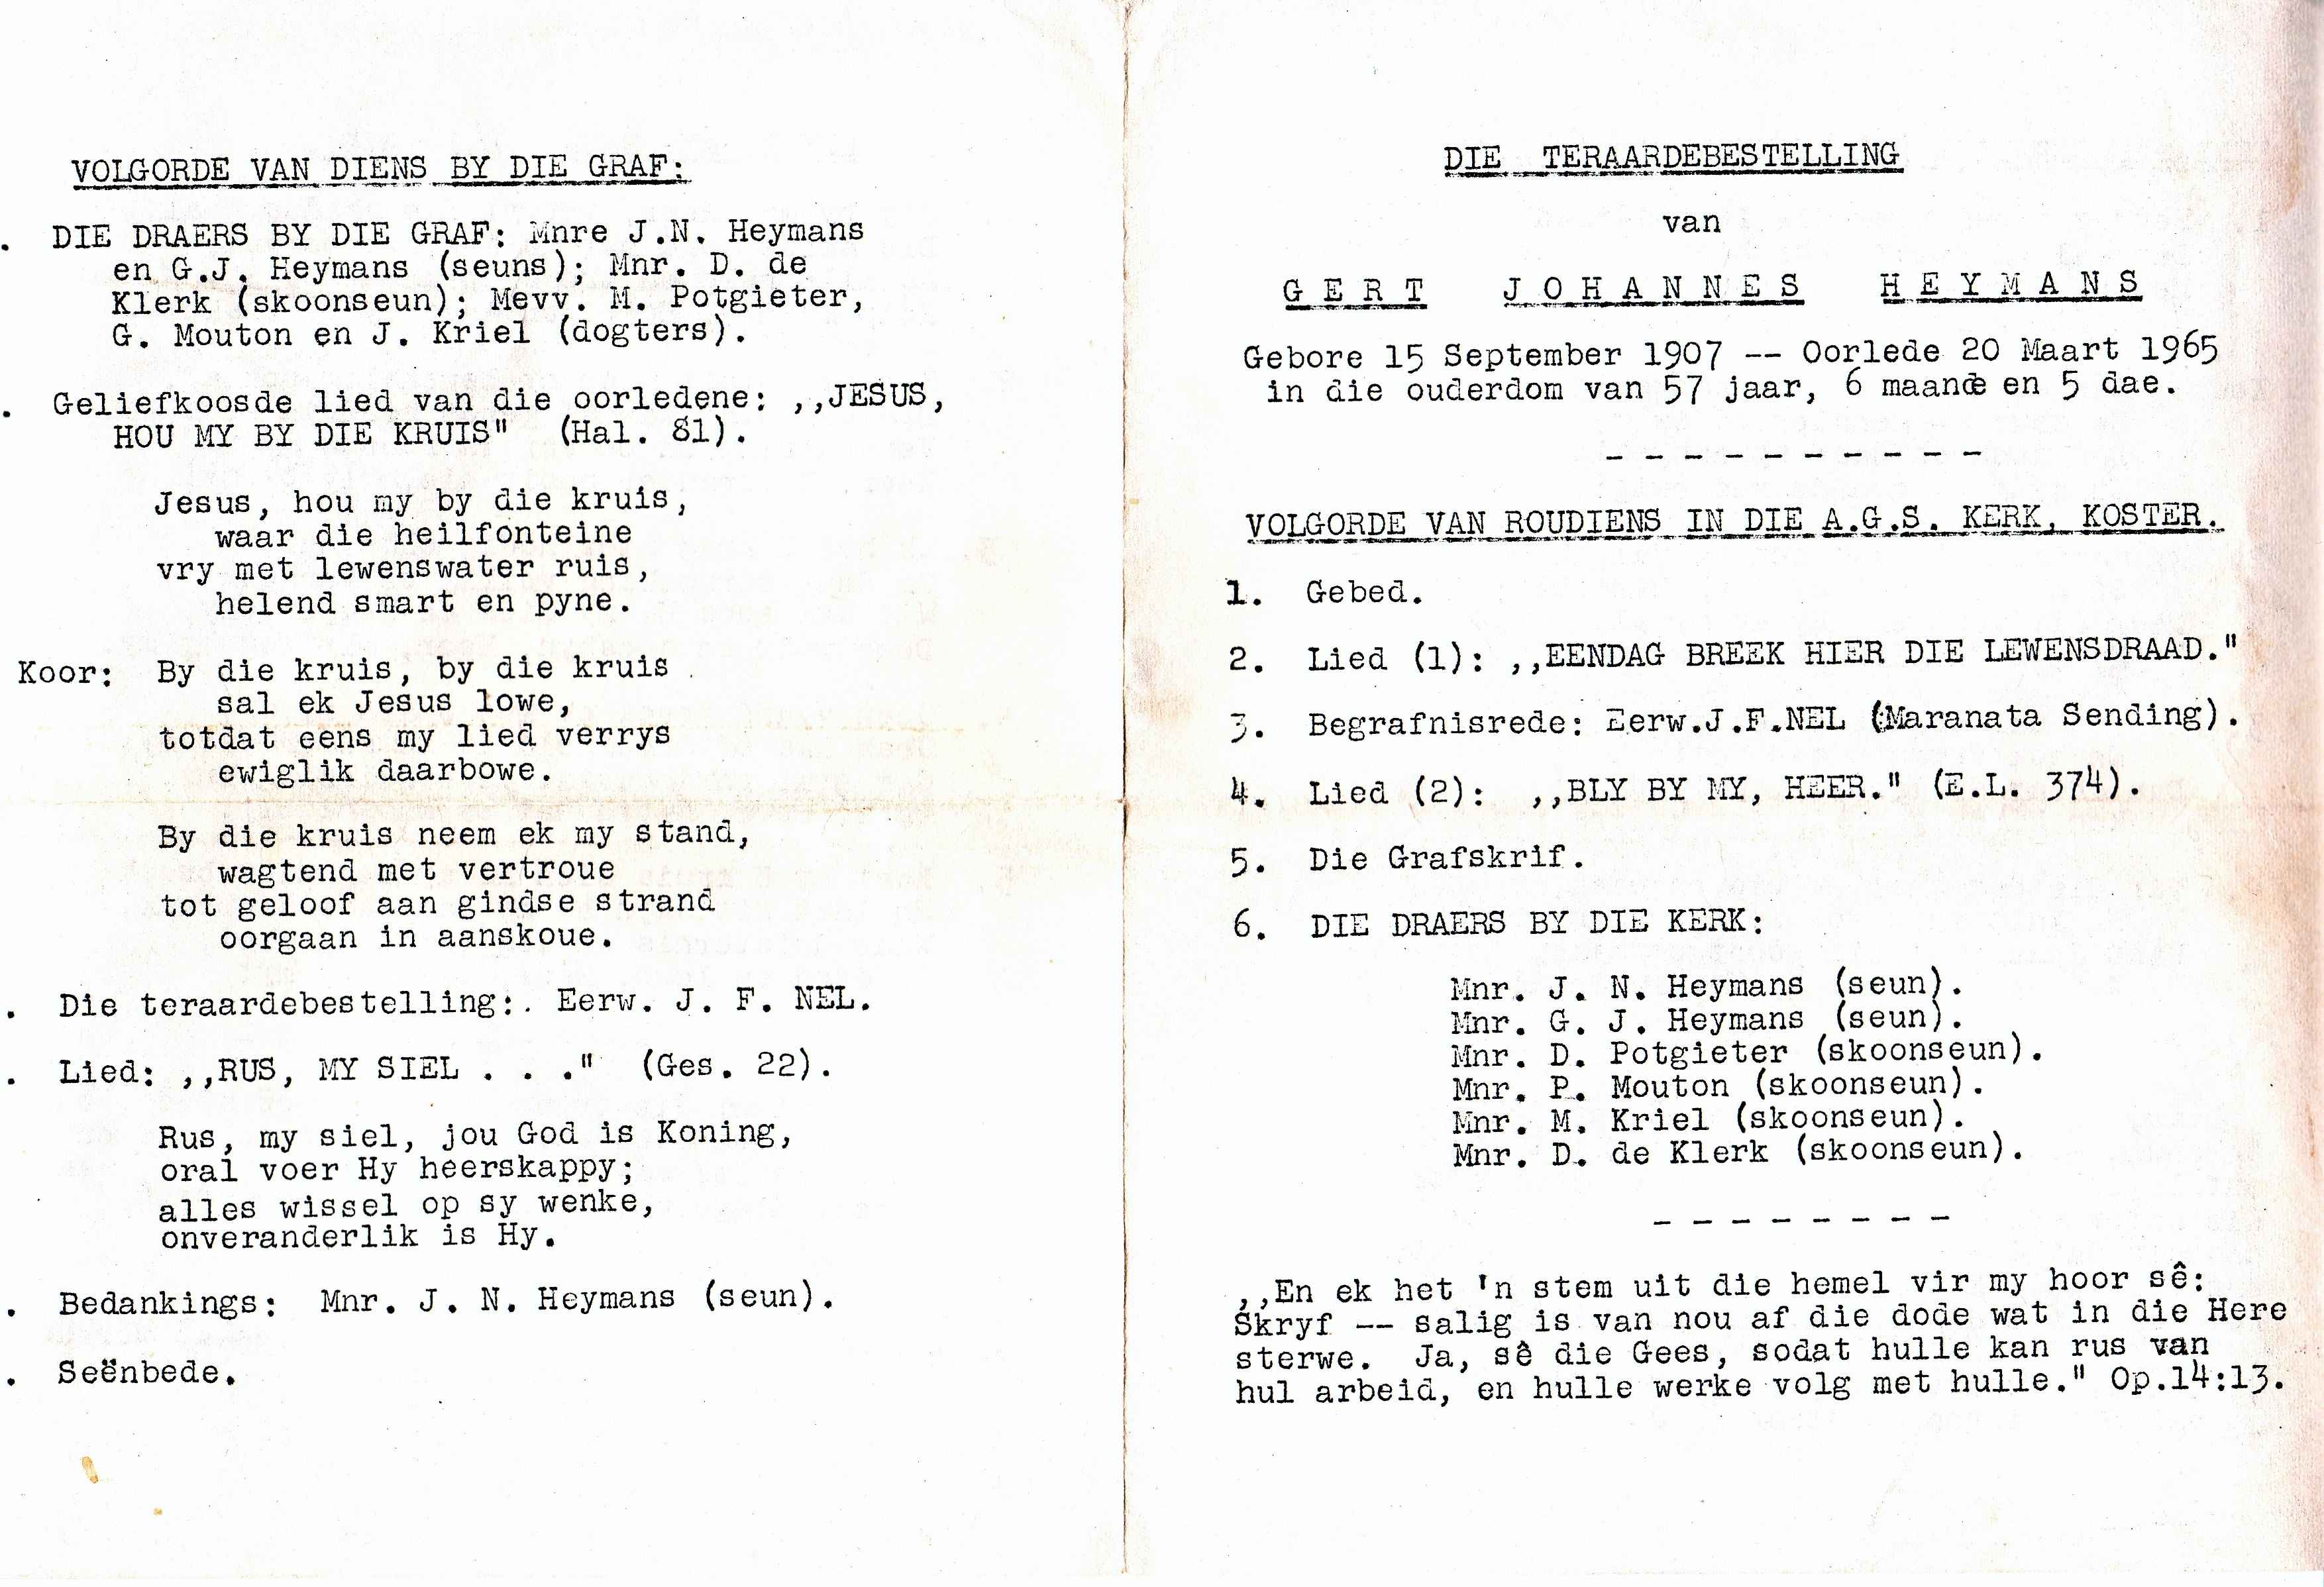 VOLGORDE VAN DIENS BY DIE GRAF:
. DIE DRAERS BY DIE GRAF: Mnre J.N. Heymans
en G.J. Heymans (seuns); Mnr. D. de
Klerk (skoonseun); Mevv. M. Potgieter,
G. Mouton en J. Kriel (dogters).
. Geliefkoosde lied van die oorledene: ,,JESUS,
HOU MY BY DIE KRUIS" (Hal. 81).
Jesus, hou my by die kruis,
waar die heilfonteine
vry met lewenswater ruis,
helend smart en pyne.
Koor: By die kruis, by die kruis
sal ek Jesus lowe,
totdat eens my lied verrys
ewiglik daarbowe.
By die kruis neem ek my stand,
wagtend met vertroue
tot geloof aan gindse strand
oorgaan in aanskoue.
. Die teraardebestelling:. Eerw. J. F. NEL.
. Lied: ,,RUS, MY SIEL . . ." (Ges. 22).
Rus, my siel, jou God is Koning,
oral voer Hy heerskappy;
alles wissel op sy wenke,
onveranderlik is Hy.
. Bedankings: Mnr. J. N. Heymans (seun).
. Seënbede.
DIE TERAARDEBESTELLING
van
GERT JOHANNES HEYMANS
Gebore 15 September 1907 -- Oorlede 20 Maart 1965
in die ouderdom van 57 jaar, 6 maande en 5 dae.
- - - - - - - - - -
VOLGORDE VAN ROUDIENS IN DIE A.G.S. KERK, KOSTER.
1. Gebed.
2. Lied (1): ,,EENDAG BREEK HIER DIE LEWENSDRAAD."
3. Begrafnisrede: Eerw.J.F.NEL (Maranata Sending).
4. Lied (2): ,,BLY BY MY, HEER." (E.L. 374).
5. Die Grafskrif.
6. DIE DRAERS BY DIE KERK:
Mnr. J. N. Heymans (seun).
Mnr. G. J. Heymans (seun).
Mnr. D. Potgieter (skoonseun).
Mnr. P. Mouton (skoonseun).
Mnr. M. Kriel (skoonseun).
Mnr. D. de Klerk (skoonseun).
- - - - - - - -
,,En ek het 'n stem uit die hemel vir my hoor sê:
Skryf -- salig is van nou af die dode wat in die Here
sterwe. Ja, sê die Gees, sodat hulle kan rus van
hul arbeid, en hulle werke volg met hulle." Op.14:13.